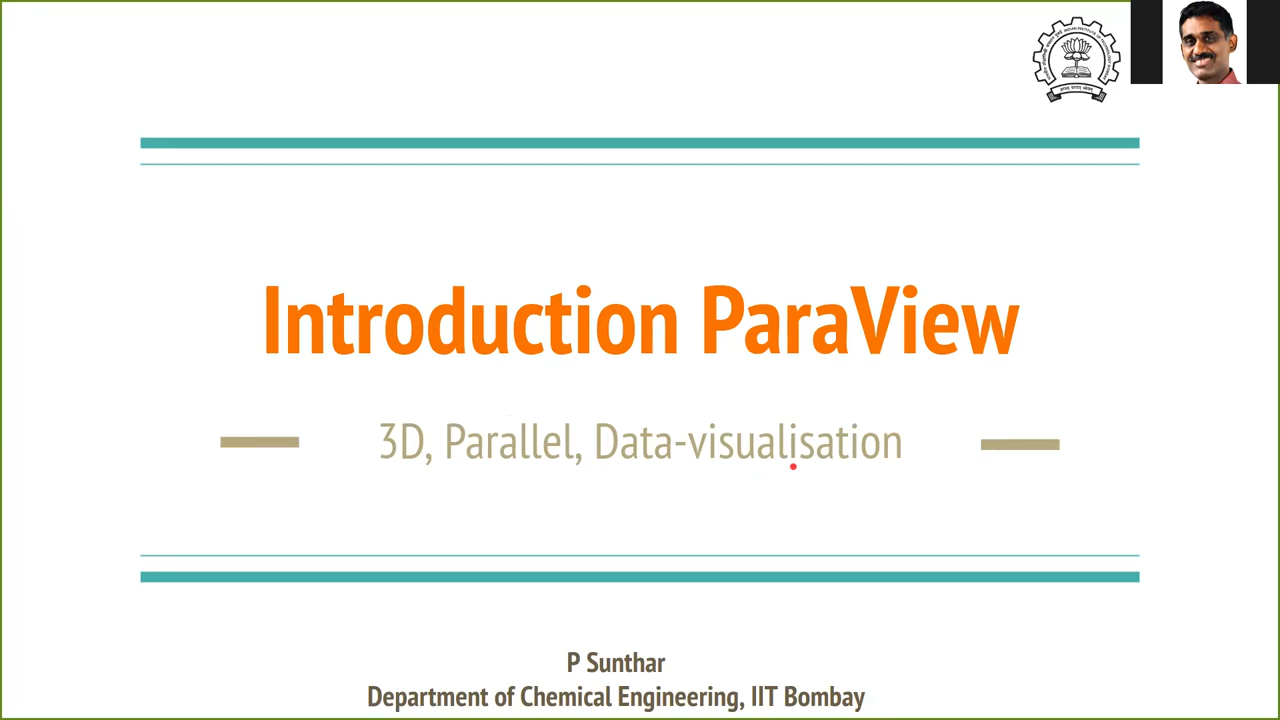 Introduction ParaView
3D, Parallel, Data-visualisation
P Sunthar
Department of Chemical Engineering, IIT Bombay